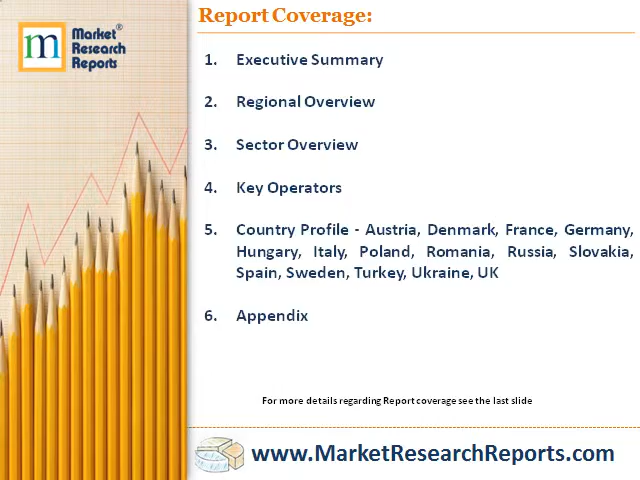 Market®
Research
Reports
Report Coverage:
1. Executive Summary
2. Regional Overview
3. Sector Overview
4. Key Operators
5. Country Profile - Austria, Denmark, France, Germany,
Hungary, Italy, Poland, Romania, Russia, Slovakia,
Spain, Sweden, Turkey, Ukraine, UK
6. Appendix
For more details regarding Report coverage see the last slide
www.MarketResearchReports.com